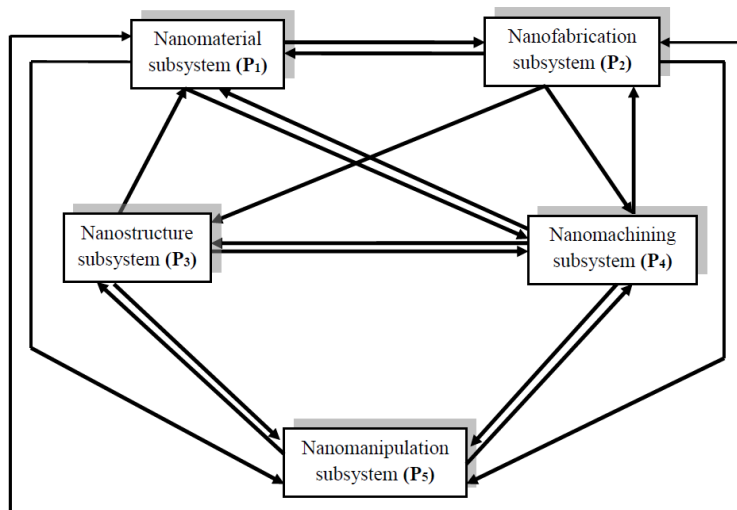 Nanomaterial
subsystem (P₁)
Nanofabrication
subsystem (P₂)
Nanostructure
subsystem (P₃)
Nanomachining
subsystem (P₄)
Nanomanipulation
subsystem (P₅)